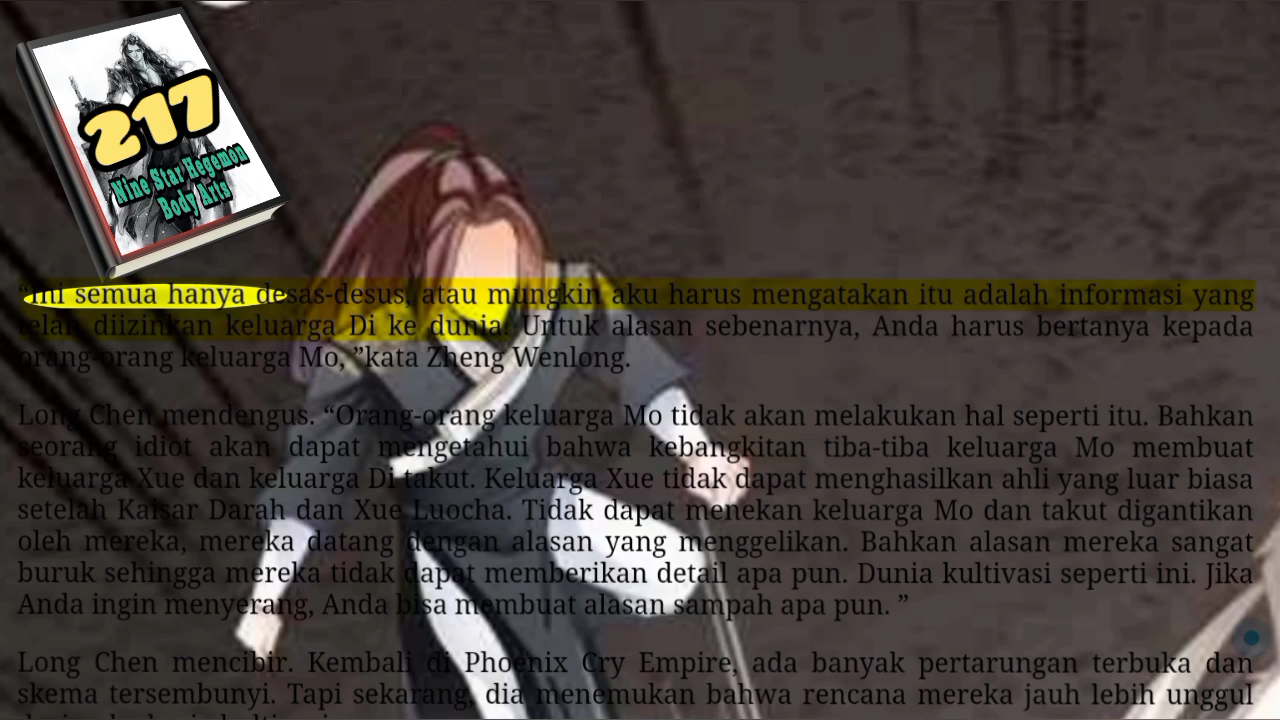 217
Nine Star Hegemon
Body Arts
“Ini semua hanya desas-desus, atau mungkin aku harus mengatakan itu adalah informasi yang
telah diizinkan keluarga Di ke dunia. Untuk alasan sebenarnya, Anda harus bertanya kepada
orang-orang keluarga Mo, ”kata Zheng Wenlong.
Long Chen mendengus. “Orang-orang keluarga Mo tidak akan melakukan hal seperti itu. Bahkan
seorang idiot akan dapat mengetahui bahwa kebangkitan tiba-tiba keluarga Mo membuat
keluarga Xue dan keluarga Di takut. Keluarga Xue tidak dapat menghasilkan ahli yang luar biasa
setelah Kaisar Darah dan Xue Luocha. Tidak dapat menekan keluarga Mo dan takut digantikan
oleh mereka, mereka datang dengan alasan yang menggelikan. Bahkan alasan mereka sangat
buruk sehingga mereka tidak dapat memberikan detail apa pun. Dunia kultivasi seperti ini. Jika
Anda ingin menyerang, Anda bisa membuat alasan sampah apa pun. ”
Long Chen mencibir. Kembali di Phoenix Cry Empire, ada banyak pertarungan terbuka dan
skema tersembunyi. Tapi sekarang, dia menemukan bahwa rencana mereka jauh lebih unggul